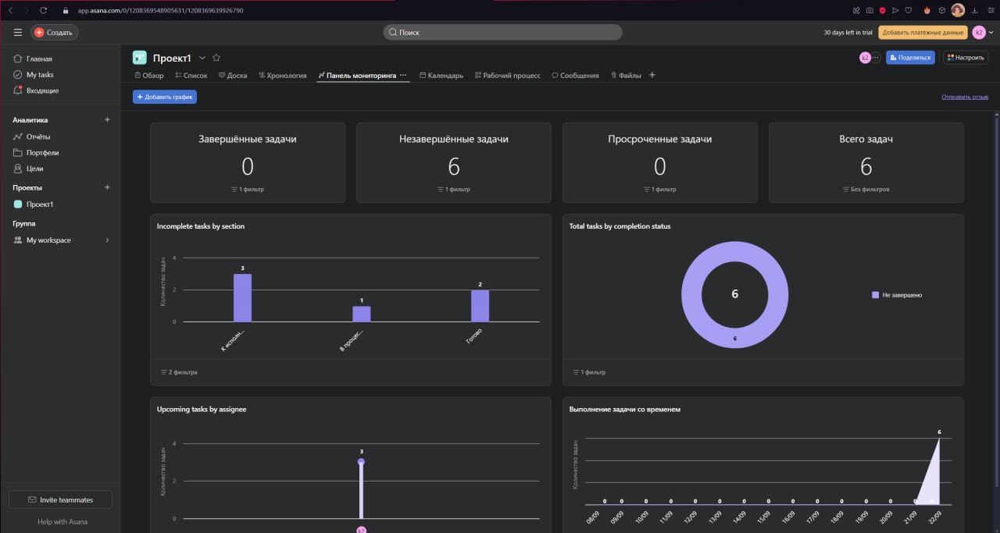 app.asana.com/0/1208369548905631/1208369639926790
Создать
Поиск
30 days left in trial
Добавить платёжные данные
k2
Главная
My tasks
Входящие
Аналитика
Отчёты
Портфели
Цели
Проекты
Проект1
Группа
My workspace
Invite teammates
Help with Asana
Проект1
k2
Поделиться
Настроить
Обзор Список Доска Хронология Панель мониторинга Календарь Рабочий процесс Сообщения Файлы
Добавить график
Отправить отзыв
Завершённые задачи
0
1 фильтр
Незавершённые задачи
6
1 фильтр
Просроченные задачи
0
1 фильтр
Всего задач
6
Без фильтров
Incomplete tasks by section
Количество задач
4
2
0
3
1
2
К исполн...
В процес...
Готово
2 фильтра
Total tasks by completion status
6
6
Не завершено
1 фильтр
Upcoming tasks by assignee
Количество задач
4
2
0
3
k2
Выполнение задачи со временем
Количество задач
6
0 0 0 0 0 0 0 0 0 0 0 0 0 0 0
08/09 09/09 10/09 11/09 12/09 13/09 14/09 15/09 16/09 17/09 18/09 19/09 20/09 21/09 22/09